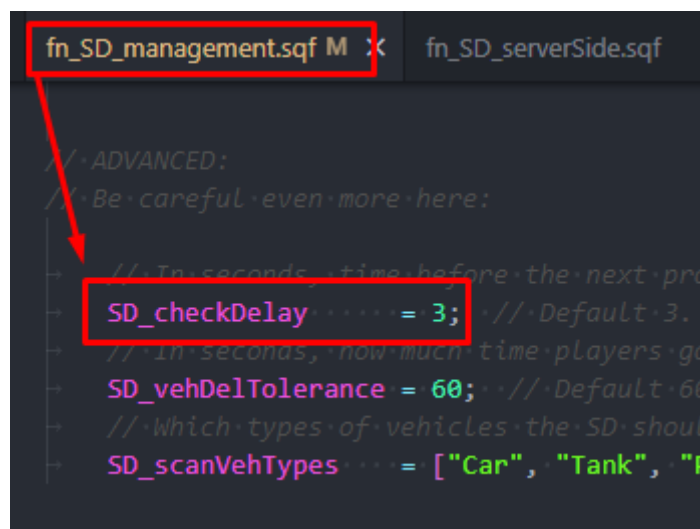 fn_SD_management.sqf M × fn_SD_serverSide.sqf
// ADVANCED:
// Be careful even more here:
// In seconds, time before the next
SD_checkDelay = 3; // Default 3.
// In seconds, how much time players
SD_vehDelTolerance = 60; // Default
// Which types of vehicles the SD
SD_scanVehTypes = ["Car", "Tank", "